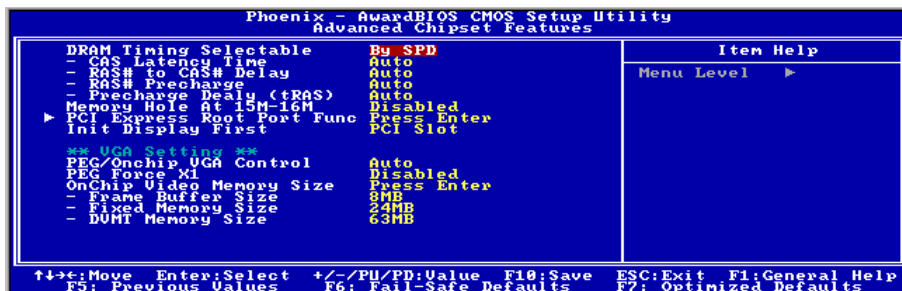 Phoenix - AwardBIOS CMOS Setup Utility
Advanced Chipset Features
DRAM Timing Selectable By SPD
- CAS Latency Time Auto
- RAS# to CAS# Delay Auto
- RAS# Precharge Auto
- Precharge Dealy (tRAS) Auto
Memory Hole At 15M-16M Disabled
► PCI Express Root Port Func Press Enter
Init Display First PCI Slot
** VGA Setting **
PEG/Onchip VGA Control Auto
PEG Force X1 Disabled
OnChip Video Memory Size Press Enter
- Frame Buffer Size 8MB
- Fixed Memory Size 24MB
- DVMT Memory Size 63MB
Item Help
Menu Level ►
↑↓→←:Move Enter:Select +/-/PU/PD:Value F10:Save ESC:Exit F1:General Help
F5: Previous Values F6: Fail-Safe Defaults F7: Optimized Defaults